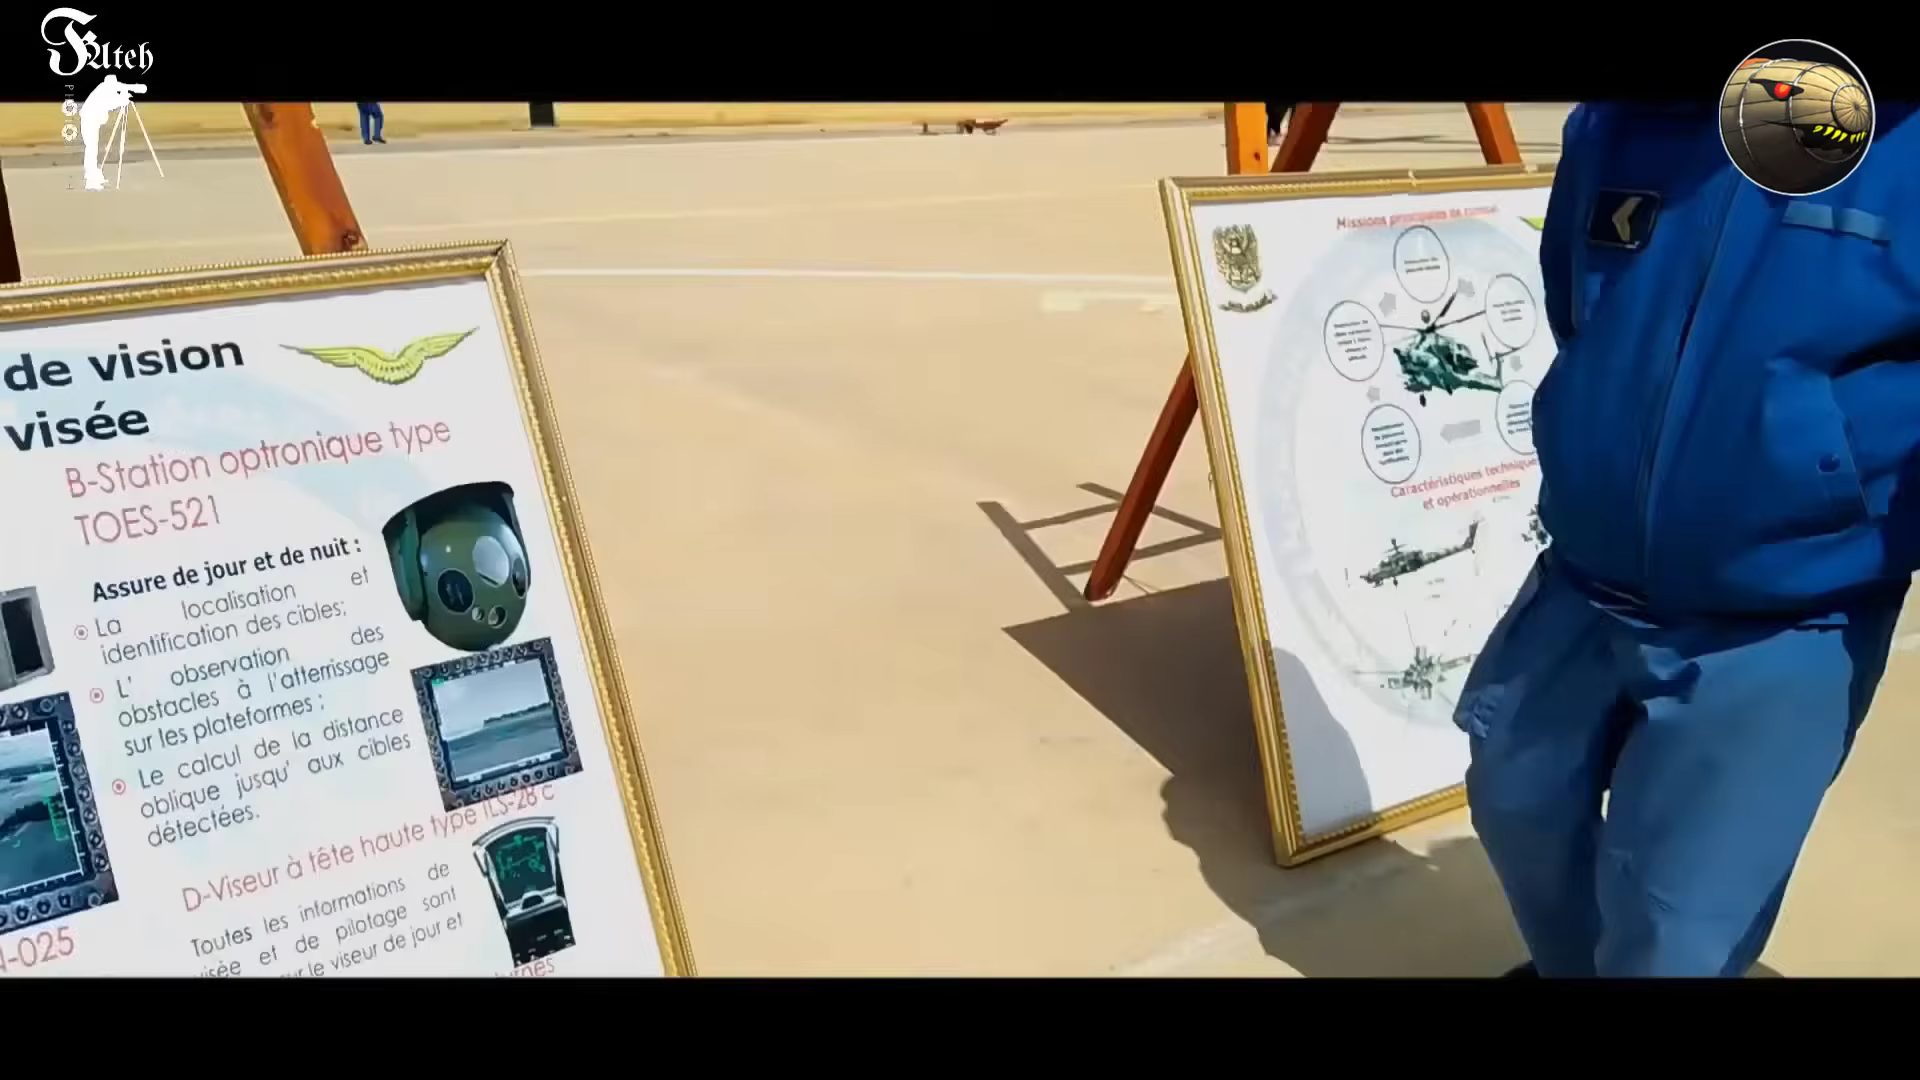 Fateh
de vision
visée
B-Station optronique type
TOES-521
Assure de jour et de nuit :
La localisation et
identification des cibles;
L' observation des
obstacles à l'atterrissage
sur les plateformes ;
Le calcul de la distance
oblique jusqu' aux cibles
détectées.
D-Viseur à tête haute type ILS-28 c
Toutes les informations de
visée et de pilotage sont
le viseur de jour et
-025
Missions principales de combat
Caractéristiques technique
et opérationnelles